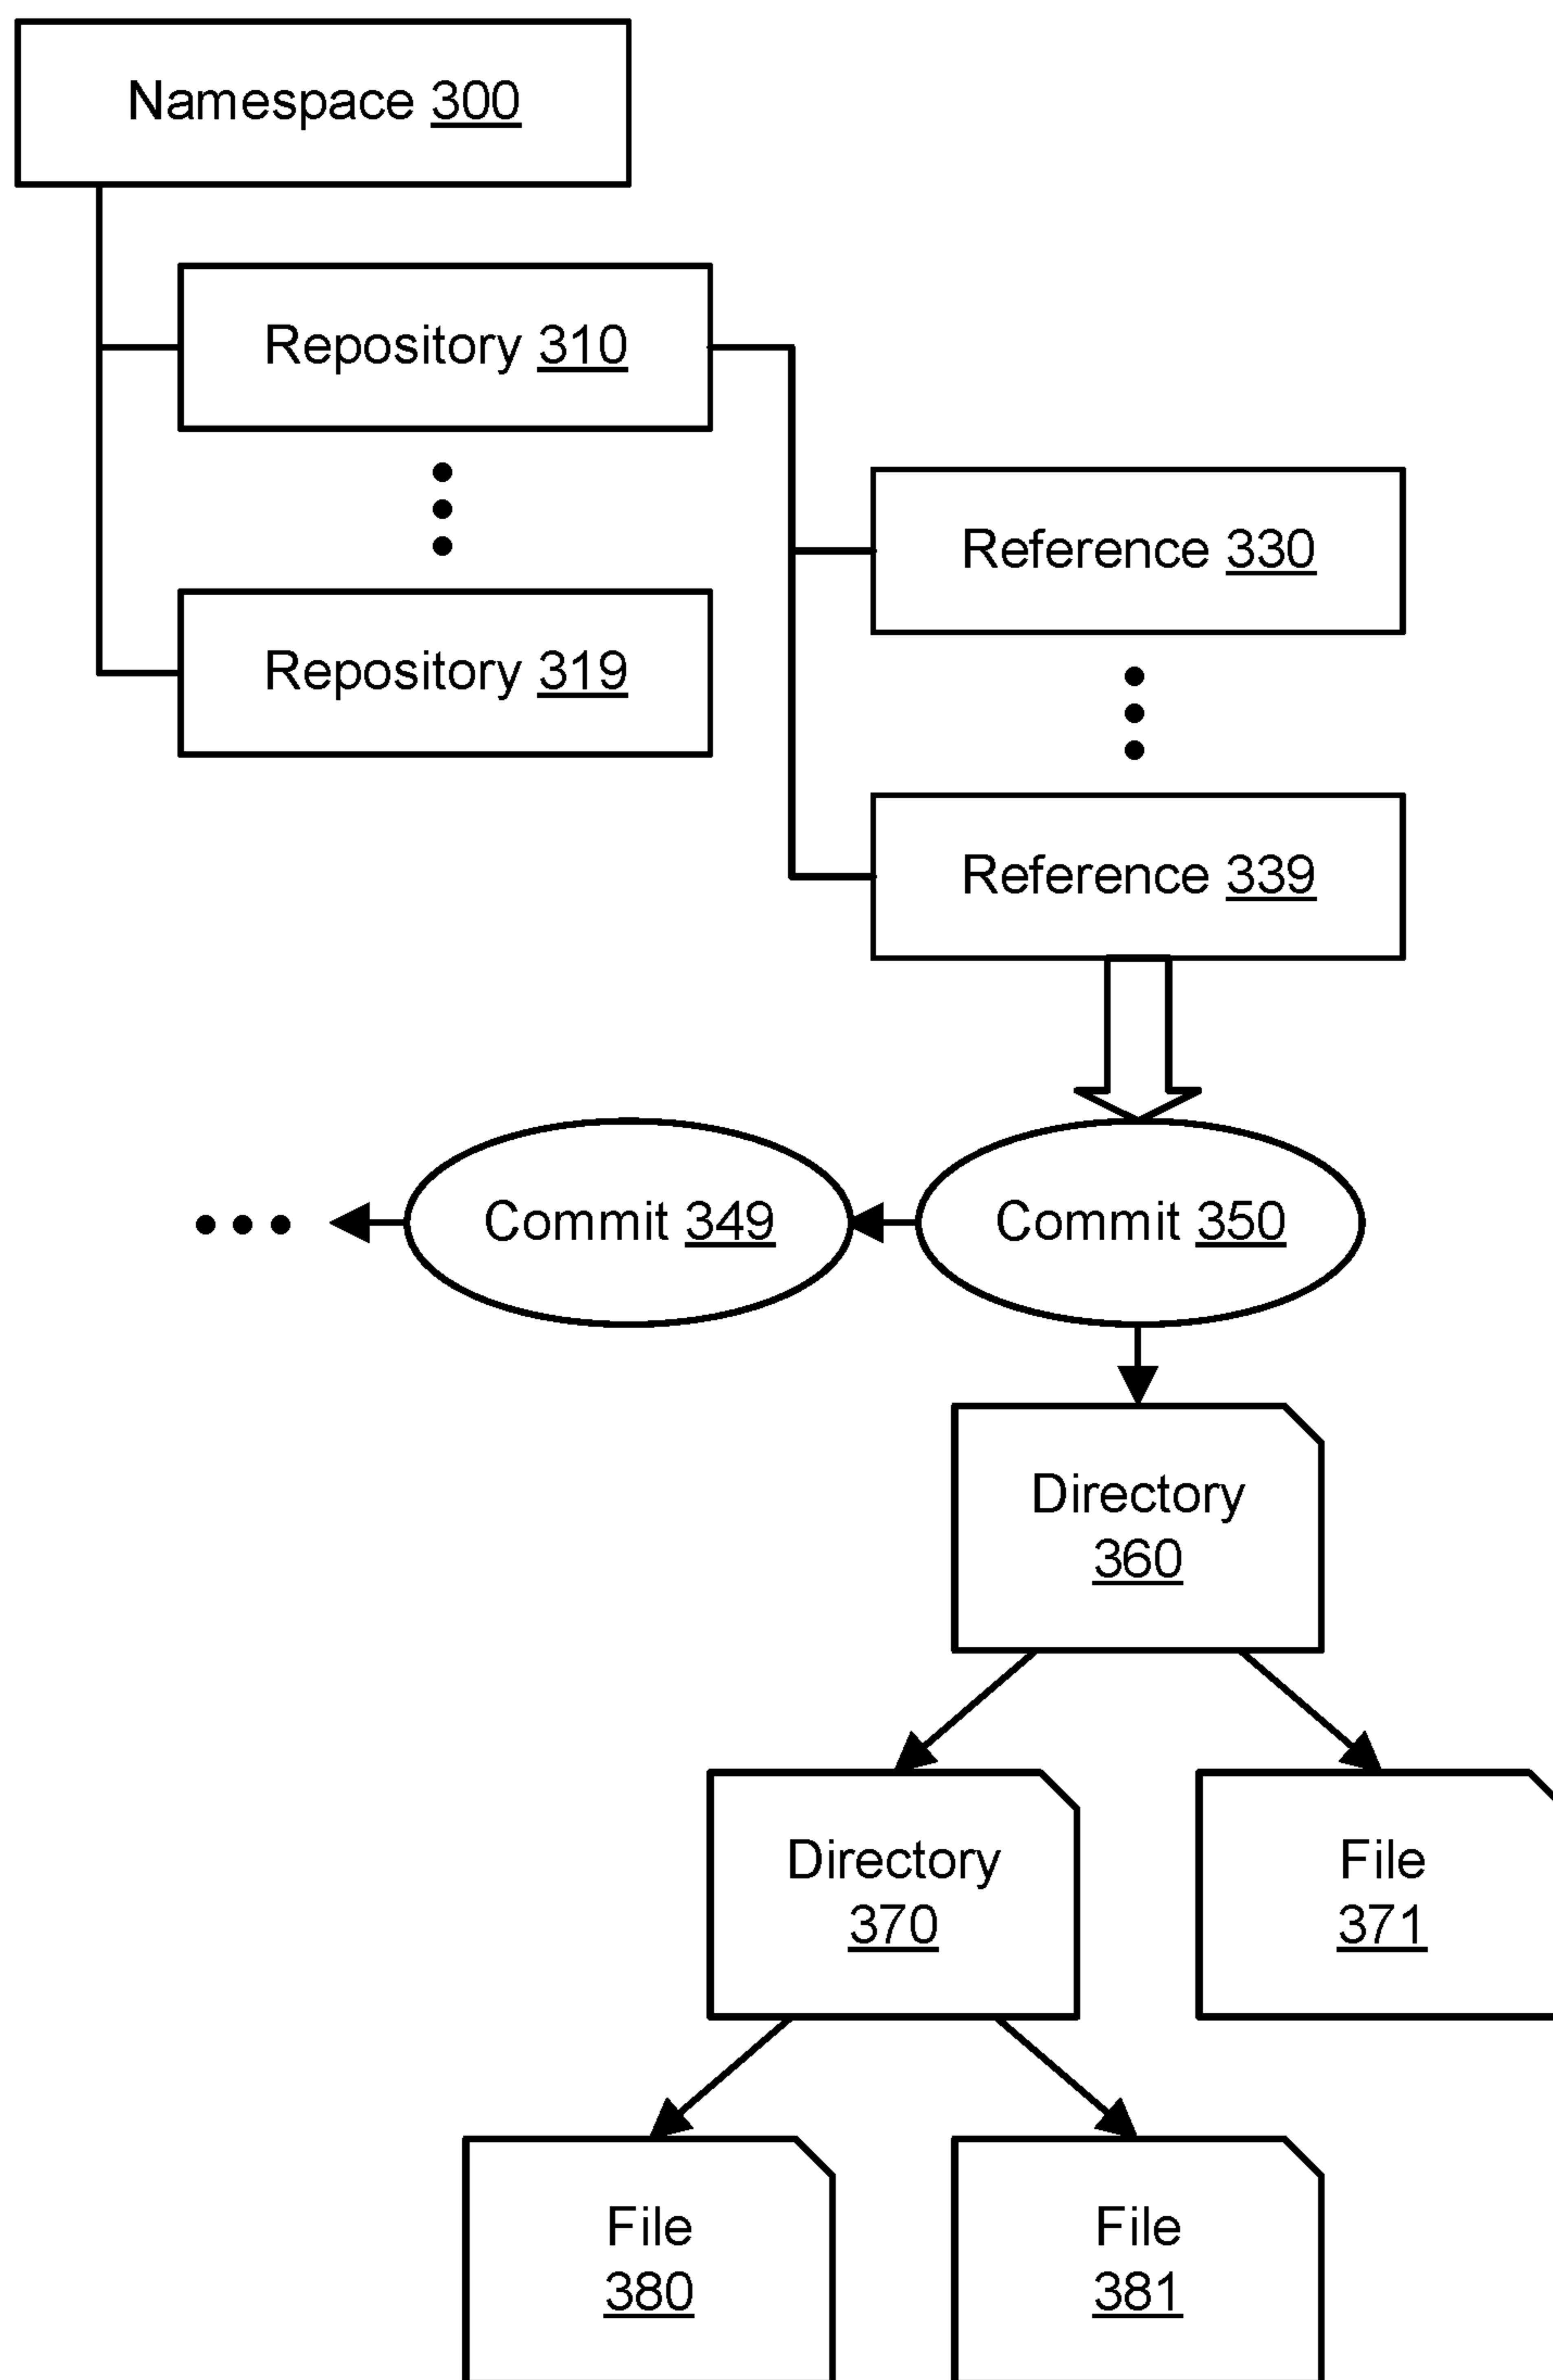 Namespace 300
Repository 310
Reference 330
Repository 319
Reference 339
Commit 349
Commit 350
Directory
360
Directory
370
File
371
File
380
File
381